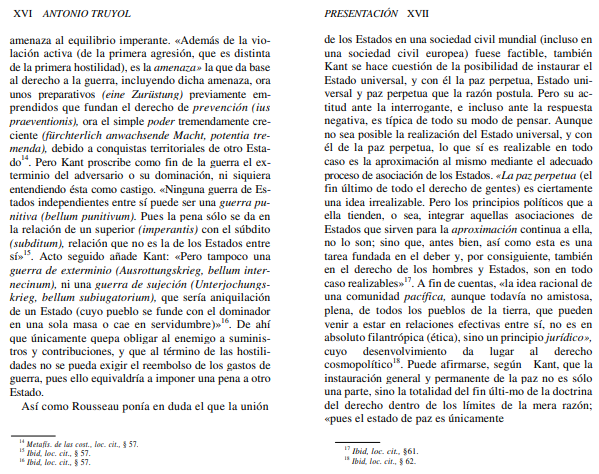 XVI ANTONIO TRUYOL
amenaza al equilibrio imperante. «Además de la vio-
lación activa (de la primera agresión, que es distinta
de la primera hostilidad), es la amenaza» la que da base
al derecho a la guerra, incluyendo dicha amenaza, ora
unos preparativos (eine Zurüstung) previamente em-
prendidos que fundan el derecho de prevención (ius
praeventionis), ora el simple poder tremendamente cre-
ciente (fürchterlich anwachsende Macht, potentia tre-
menda), debido a conquistas territoriales de otro Esta-
do14. Pero Kant proscribe como fin de la guerra el ex-
terminio del adversario o su dominación, ni siquiera
entendiendo ésta como castigo. «Ninguna guerra de Es-
tados independientes entre sí puede ser una guerra pu-
nitiva (bellum punitivum). Pues la pena sólo se da en
la relación de un superior (imperantis) con el súbdito
(subditum), relación que no es la de los Estados entre
sí»15. Acto seguido añade Kant: «Pero tampoco una
guerra de exterminio (Ausrottungskrieg, bellum inter-
necinum), ni una guerra de sujeción (Unterjochungs-
krieg, bellum subiugatorium), que sería aniquilación
de un Estado (cuyo pueblo se funde con el dominador
en una sola masa o cae en servidumbre)»16. De ahí
que únicamente quepa obligar al enemigo a suminis-
tros y contribuciones, y que al término de las hostili-
dades no se pueda exigir el reembolso de los gastos de
guerra, pues ello equivaldría a imponer una pena a otro
Estado.
Así como Rousseau ponía en duda el que la unión
14 Metafís. de las cost., loc. cit., § 57.
15 Ibid, loc. cit., § 57.
16 Ibid, loc. cit., § 57.
PRESENTACIÓN XVII
de los Estados en una sociedad civil mundial (incluso en
una sociedad civil europea) fuese factible, también
Kant se hace cuestión de la posibilidad de instaurar el
Estado universal, y con él la paz perpetua, Estado uni-
versal y paz perpetua que la razón postula. Pero su ac-
titud ante la interrogante, e incluso ante la respuesta
negativa, es típica de todo su modo de pensar. Aunque
no sea posible la realización del Estado universal, y con
él de la paz perpetua, lo que sí es realizable en todo
caso es la aproximación al mismo mediante el adecuado
proceso de asociación de los Estados. «La paz perpetua (el
fin último de todo el derecho de gentes) es ciertamente
una idea irrealizable. Pero los principios políticos que a
ella tienden, o sea, integrar aquellas asociaciones de
Estados que sirven para la aproximación continua a ella,
no lo son; sino que, antes bien, así como esta es una
tarea fundada en el deber y, por consiguiente, también
en el derecho de los hombres y Estados, son en todo
caso realizables»17. A fin de cuentas, «la idea racional de
una comunidad pacífica, aunque todavía no amistosa,
plena, de todos los pueblos de la tierra, que pueden
venir a estar en relaciones efectivas entre sí, no es en
absoluto filantrópica (ética), sino un principio jurídico»,
cuyo desenvolvimiento da lugar al derecho
cosmopolítico18. Puede afirmarse, según Kant, que la
instauración general y permanente de la paz no es sólo
una parte, sino la totalidad del fin últi-mo de la doctrina
del derecho dentro de los límites de la mera razón;
«pues el estado de paz es únicamente
17 Ibid, loc. cit., §61.
18 Ibid, loc. cit., § 62.